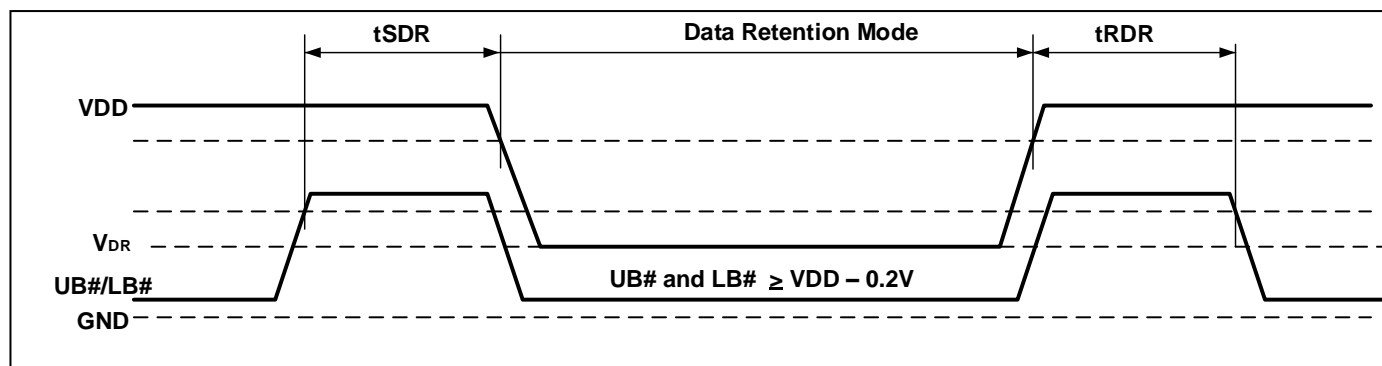 tSDR Data Retention Mode tRDR
VDD
VDR
UB#/LB# UB# and LB# ≥ VDD – 0.2V
GND